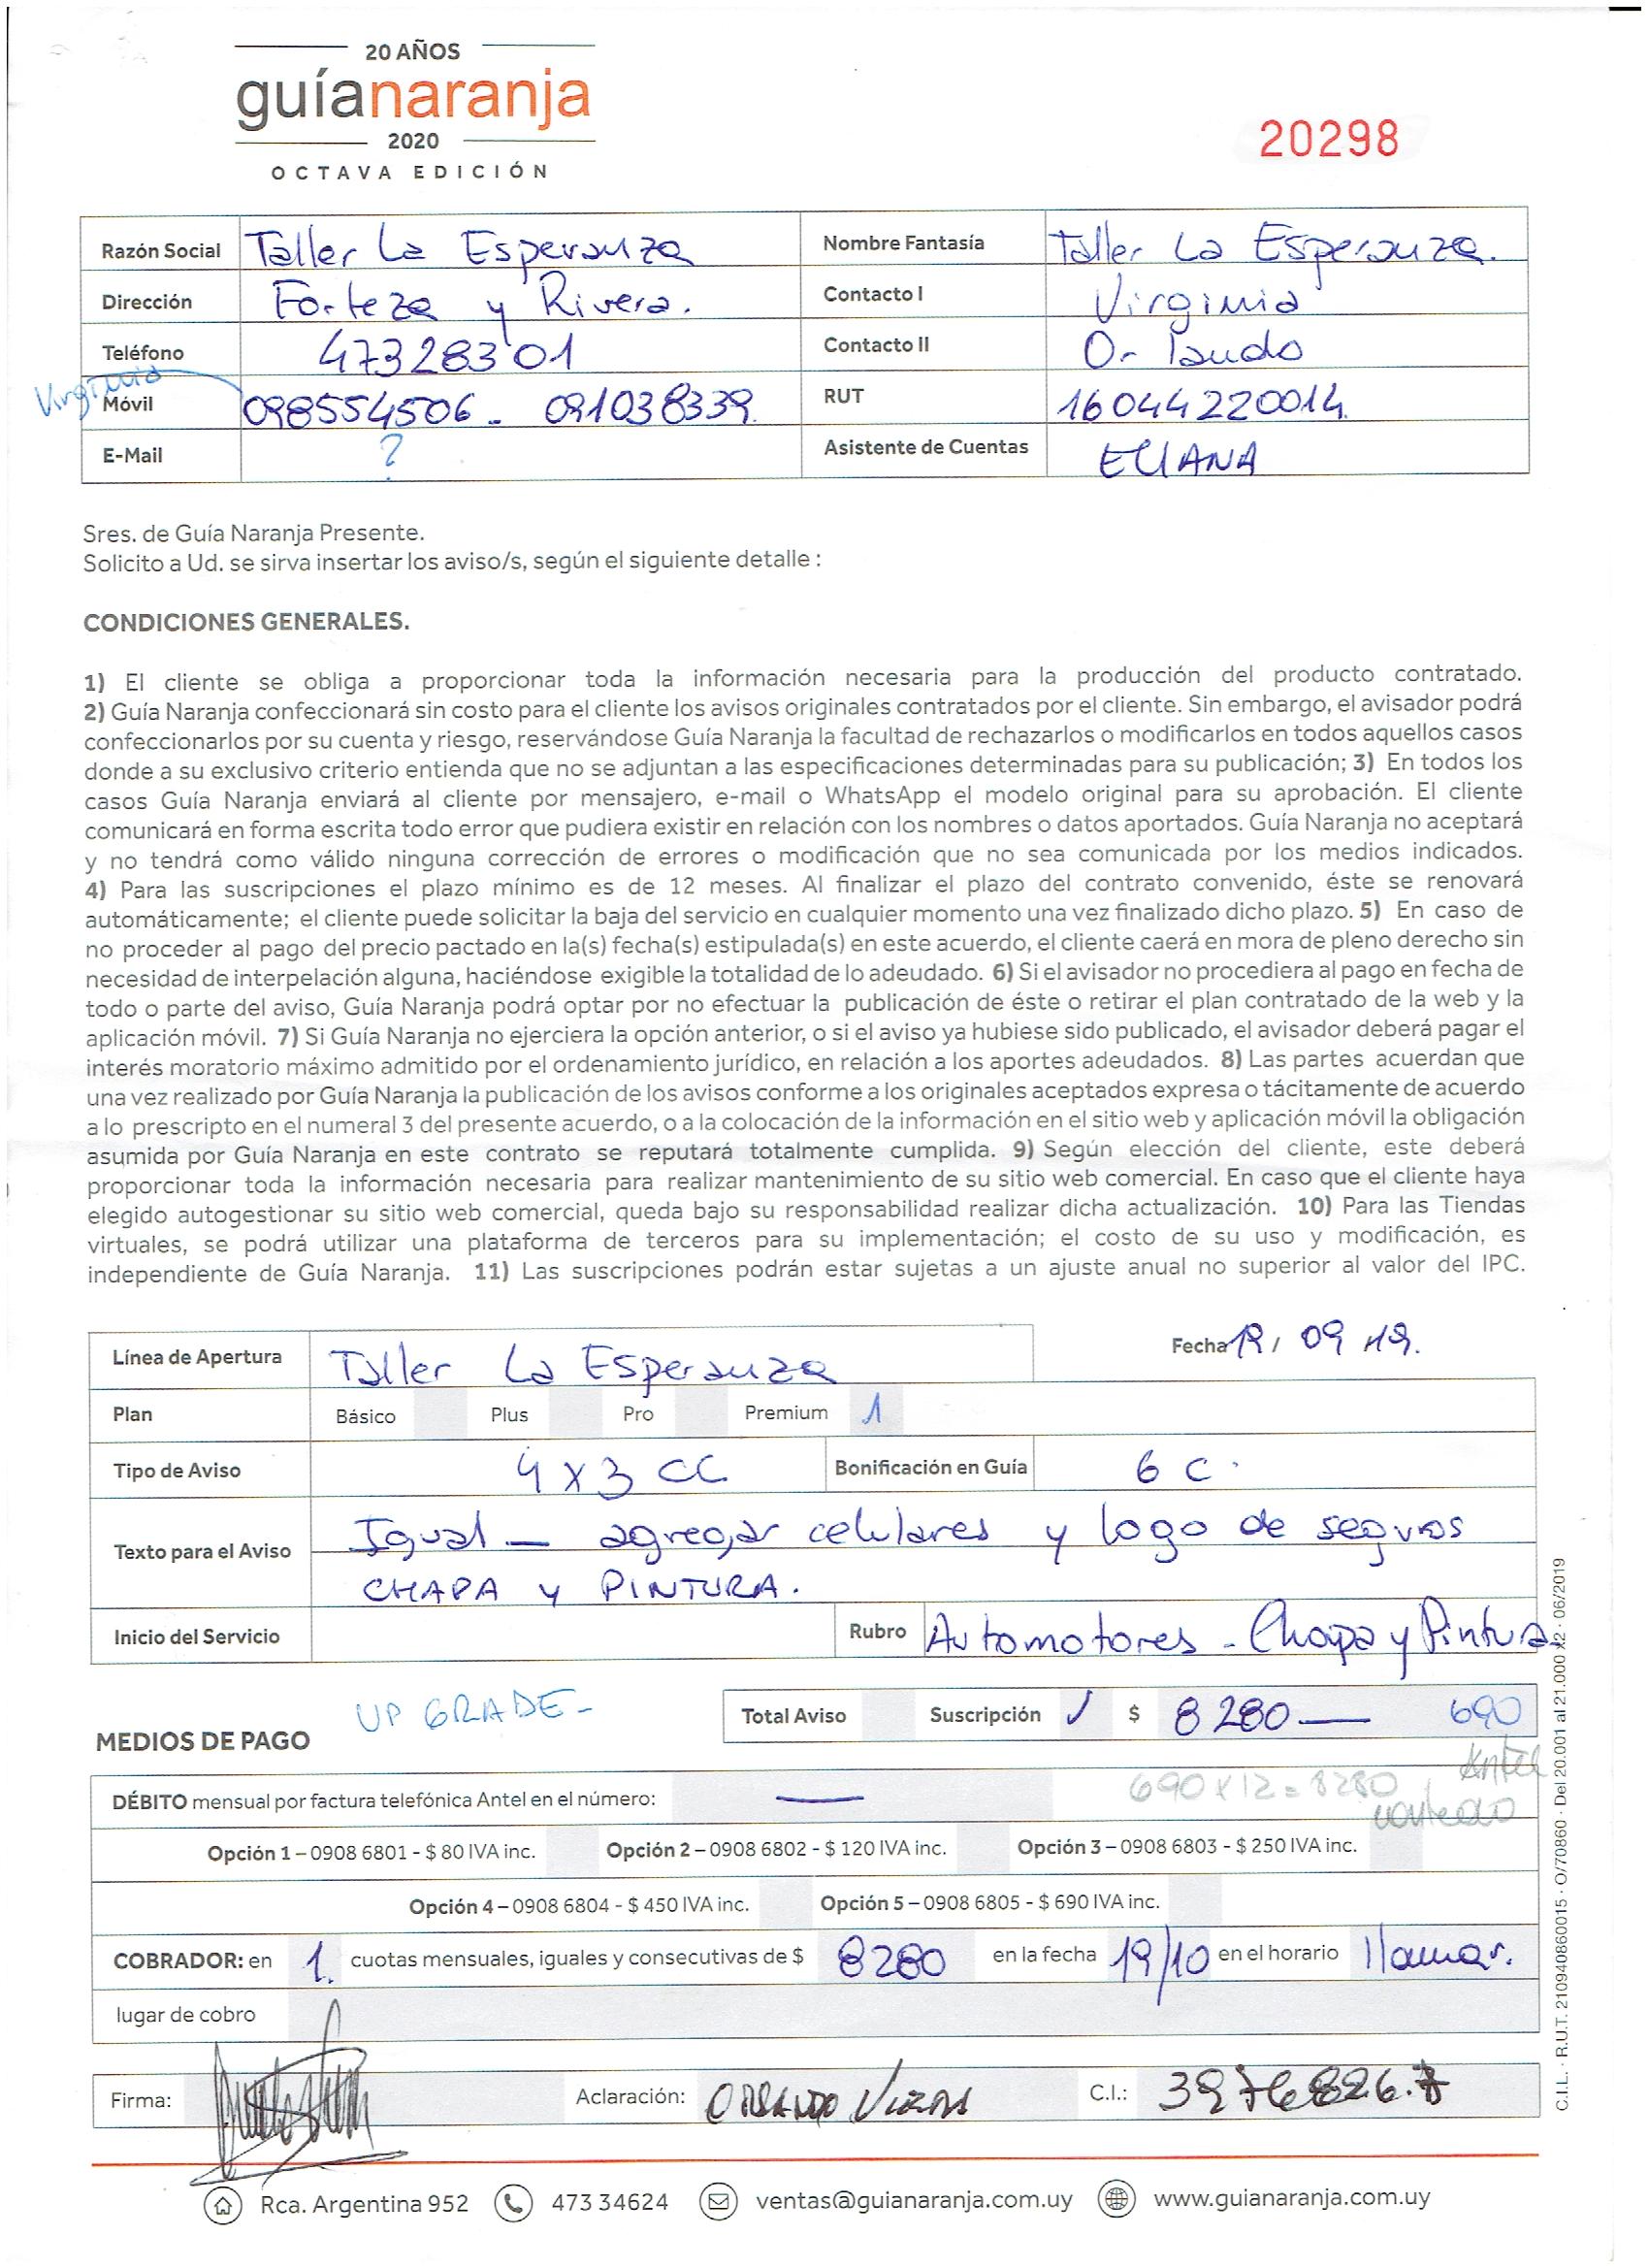 20 AÑOS
guíanaranja
2020
OCTAVA EDICIÓN
20298
Razón Social Taller La Esperanza Nombre Fantasía Taller La Esperanza.
Dirección Forteza y Rivera. Contacto I Virginia
Teléfono 47328301 Contacto II Orlando
Virginia
Móvil 098554506 - 091038339. RUT 16044220014
E-Mail ? Asistente de Cuentas ELIANA
Sres. de Guía Naranja Presente.
Solicito a Ud. se sirva insertar los aviso/s, según el siguiente detalle :
CONDICIONES GENERALES.
1) El cliente se obliga a proporcionar toda la información necesaria para la producción del producto contratado.
2) Guía Naranja confeccionará sin costo para el cliente los avisos originales contratados por el cliente. Sin embargo, el avisador podrá
confeccionarlos por su cuenta y riesgo, reservándose Guía Naranja la facultad de rechazarlos o modificarlos en todos aquellos casos
donde a su exclusivo criterio entienda que no se adjuntan a las especificaciones determinadas para su publicación; 3) En todos los
casos Guía Naranja enviará al cliente por mensajero, e-mail o WhatsApp el modelo original para su aprobación. El cliente
comunicará en forma escrita todo error que pudiera existir en relación con los nombres o datos aportados. Guía Naranja no aceptará
y no tendrá como válido ninguna corrección de errores o modificación que no sea comunicada por los medios indicados.
4) Para las suscripciones el plazo mínimo es de 12 meses. Al finalizar el plazo del contrato convenido, éste se renovará
automáticamente; el cliente puede solicitar la baja del servicio en cualquier momento una vez finalizado dicho plazo. 5) En caso de
no proceder al pago del precio pactado en la(s) fecha(s) estipulada(s) en este acuerdo, el cliente caerá en mora de pleno derecho sin
necesidad de interpelación alguna, haciéndose exigible la totalidad de lo adeudado. 6) Si el avisador no procediera al pago en fecha de
todo o parte del aviso, Guía Naranja podrá optar por no efectuar la publicación de éste o retirar el plan contratado de la web y la
aplicación móvil. 7) Si Guía Naranja no ejerciera la opción anterior, o si el aviso ya hubiese sido publicado, el avisador deberá pagar el
interés moratorio máximo admitido por el ordenamiento jurídico, en relación a los aportes adeudados. 8) Las partes acuerdan que
una vez realizado por Guía Naranja la publicación de los avisos conforme a los originales aceptados expresa o tácitamente de acuerdo
a lo prescripto en el numeral 3 del presente acuerdo, o a la colocación de la información en el sitio web y aplicación móvil la obligación
asumida por Guía Naranja en este contrato se reputará totalmente cumplida. 9) Según elección del cliente, este deberá
proporcionar toda la información necesaria para realizar mantenimiento de su sitio web comercial. En caso que el cliente haya
elegido autogestionar su sitio web comercial, queda bajo su responsabilidad realizar dicha actualización. 10) Para las Tiendas
virtuales, se podrá utilizar una plataforma de terceros para su implementación; el costo de su uso y modificación, es
independiente de Guía Naranja. 11) Las suscripciones podrán estar sujetas a un ajuste anual no superior al valor del IPC.
Línea de Apertura Taller La Esperanza Fecha 19 / 09 /19.
Plan Básico Plus Pro Premium 1
Tipo de Aviso 4 x 3 CC Bonificación en Guía 6 C.
Texto para el Aviso Igual — agregar celulares y logo de seguros
CHAPA y PINTURA.
Inicio del Servicio Rubro Automotores - Chapa y Pintura
UP GRADE -
MEDIOS DE PAGO Total Aviso Suscripción ✓ $ 8280 — 690
DÉBITO mensual por factura telefónica Antel en el número: — 690 x 12 = 8280 Antel
contado
Opción 1 – 0908 6801 - $ 80 IVA inc. Opción 2 – 0908 6802 - $ 120 IVA inc. Opción 3 – 0908 6803 - $ 250 IVA inc.
Opción 4 – 0908 6804 - $ 450 IVA inc. Opción 5 – 0908 6805 - $ 690 IVA inc.
COBRADOR: en 1. cuotas mensuales, iguales y consecutivas de $ 8280 en la fecha 19/10 en el horario llamar.
lugar de cobro
Firma: Aclaración: ORLANDO C.I.: 3976826.7
Rca. Argentina 952 473 34624 ventas@guianaranja.com.uy www.guianaranja.com.uy
C.I.L. · R.U.T. 210940860015 · O/70860 · Del 20.001 al 21.000 x2 · 06/2019